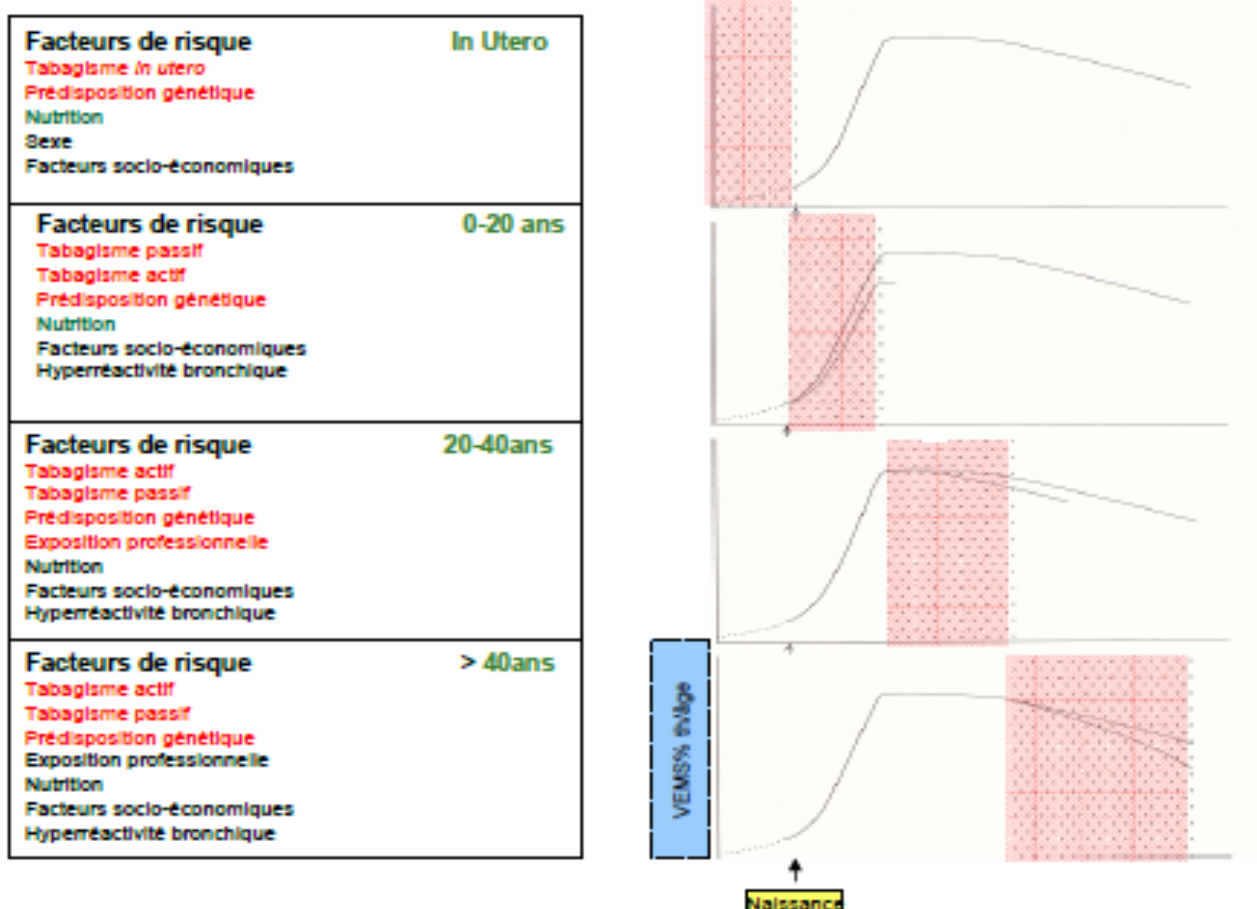 Facteurs de risque In Utero
Tabagisme in utero
Prédisposition génétique
Nutrition
Sexe
Facteurs socio-économiques
Facteurs de risque 0-20 ans
Tabagisme passif
Tabagisme actif
Prédisposition génétique
Nutrition
Facteurs socio-économiques
Hyperréactivité bronchique
Facteurs de risque 20-40ans
Tabagisme actif
Tabagisme passif
Prédisposition génétique
Exposition professionnelle
Nutrition
Facteurs socio-économiques
Hyperréactivité bronchique
Facteurs de risque > 40ans
Tabagisme actif
Tabagisme passif
Prédisposition génétique
Exposition professionnelle
Nutrition
Facteurs socio-économiques
Hyperréactivité bronchique
VEMS% th/âge
Naissance